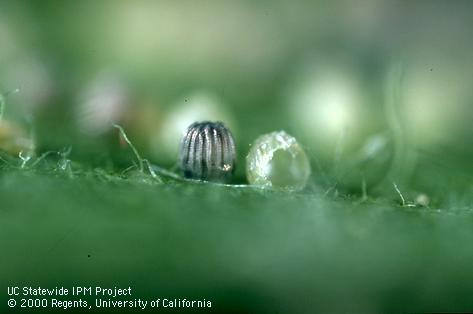 UC Statewide IPM Project
© 2000 Regents, University of California